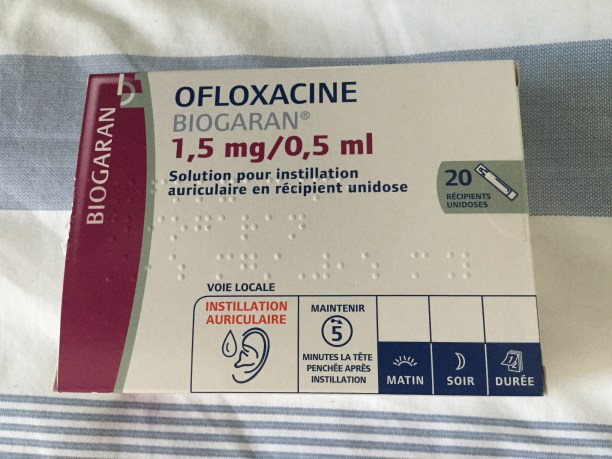 BIOGARAN
OFLOXACINE
BIOGARAN®
1,5 mg/0,5 ml
Solution pour instillation
auriculaire en récipient unidose
20
RÉCIPIENTS
UNIDOSES
VOIE LOCALE
INSTILLATION
AURICULAIRE
MAINTENIR
5
MINUTES LA TÊTE
PENCHÉE APRÈS
INSTILLATION
MATIN
SOIR
DURÉE